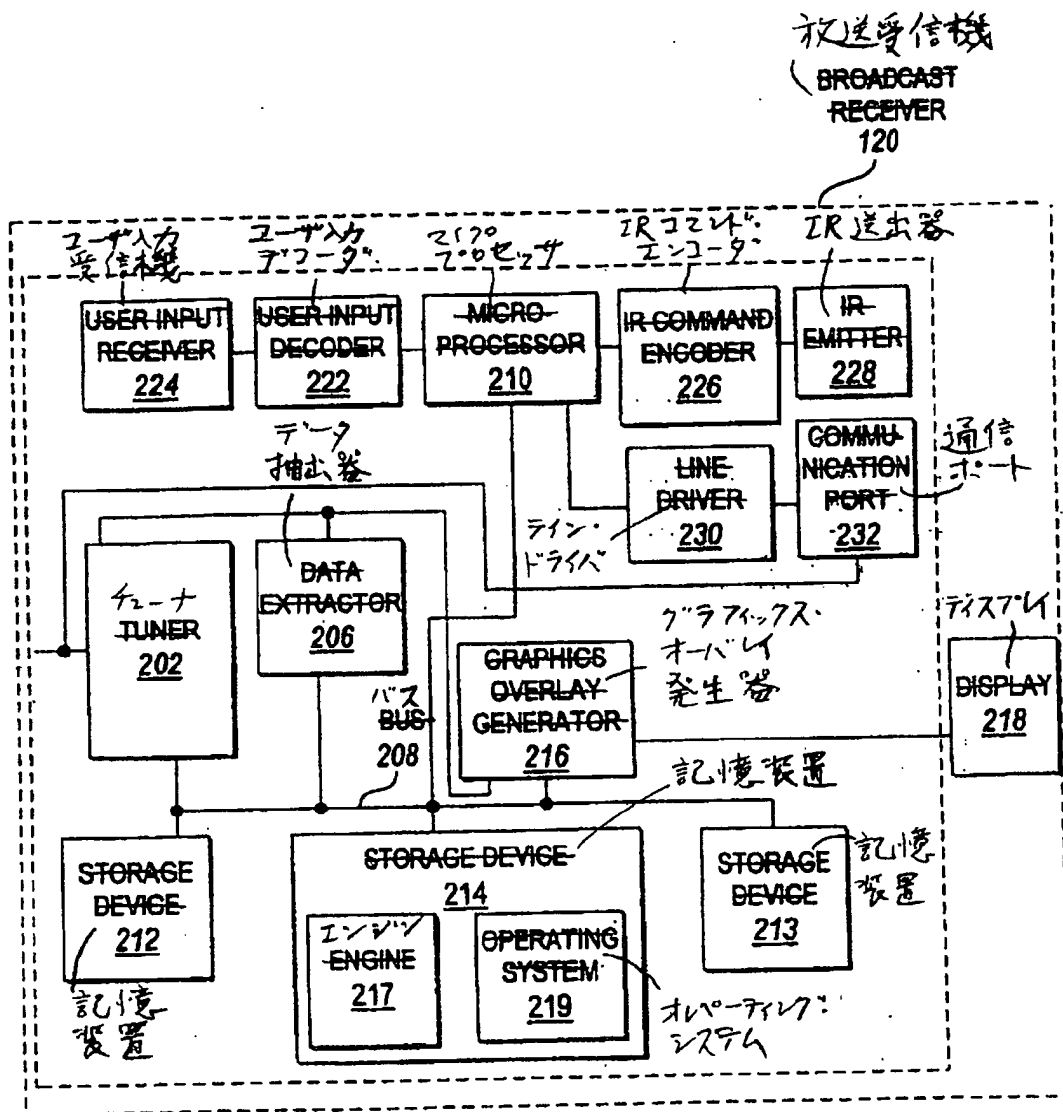 放送受信機
BROADCAST
RECEIVER
120
ユーザ入力
受信機
USER INPUT
RECEIVER
224
ユーザ入力
デコーダ
USER INPUT
DECODER
222
マイクロ
プロセッサ
MICRO-
PROCESSOR
210
IRコマンド・
エンコーダ
IR COMMAND
ENCODER
226
IR送出器
IR
EMITTER
228
データ
抽出器
DATA
EXTRACTOR
206
ライン・
ドライバ
LINE
DRIVER
230
COMMU-
NICATION
PORT
232
通信
ポート
チューナ
TUNER
202
バス
BUS
208
グラフィックス・
オーバレイ
発生器
GRAPHICS
OVERLAY
GENERATOR
216
ディスプレイ
DISPLAY
218
記憶装置
STORAGE
DEVICE
212
記憶
装置
STORAGE DEVICE
214
エンジン
ENGINE
217
OPERATING
SYSTEM
219
オペレーティング・
システム
STORAGE
DEVICE
213
記憶
装置